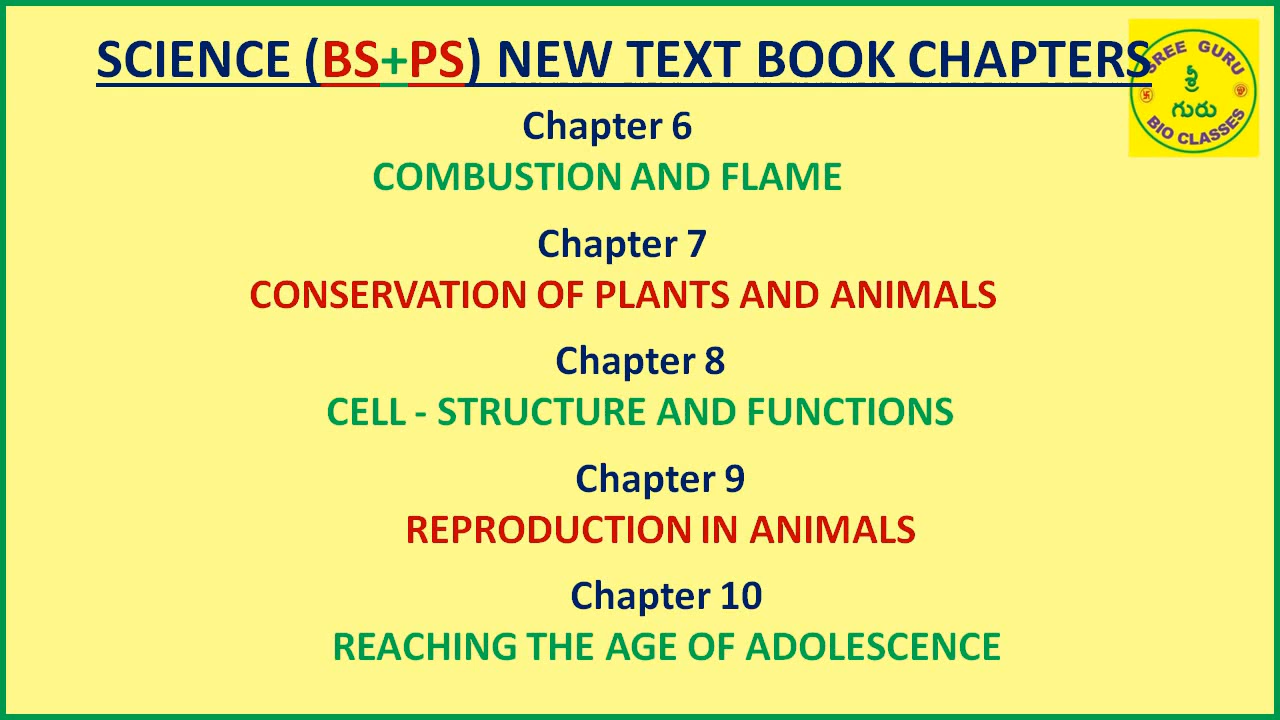 SCIENCE (BS+PS) NEW TEXT BOOK CHAPTERS
SREE GURU
శ్రీ
గురు
BIO CLASSES
Chapter 6
COMBUSTION AND FLAME
Chapter 7
CONSERVATION OF PLANTS AND ANIMALS
Chapter 8
CELL - STRUCTURE AND FUNCTIONS
Chapter 9
REPRODUCTION IN ANIMALS
Chapter 10
REACHING THE AGE OF ADOLESCENCE